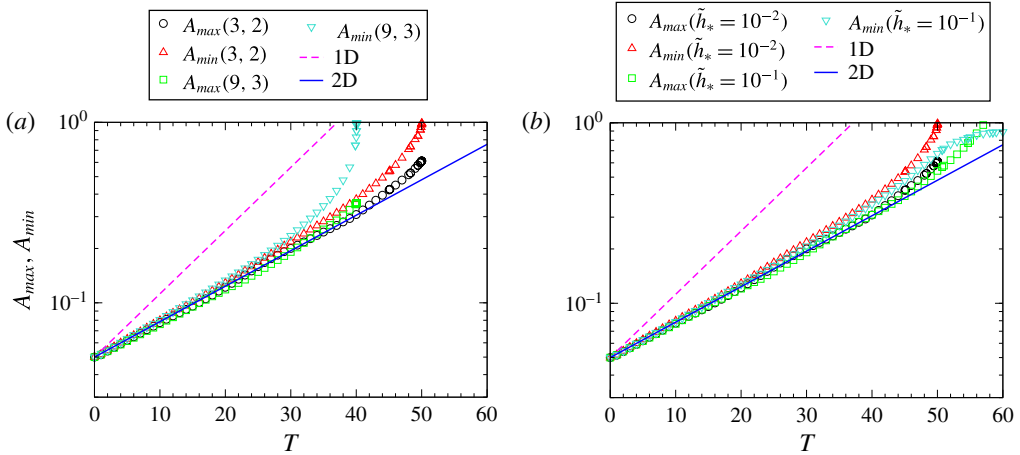 A_max(3, 2) A_min(9, 3)
A_min(3, 2) 1D
A_max(9, 3) 2D
A_max(h̃_* = 10^−2) A_min(h̃_* = 10^−1)
A_min(h̃_* = 10^−2) 1D
A_max(h̃_* = 10^−1) 2D
(a)
10^0
10^−1
A_max, A_min
0 10 20 30 40 50 60
T
(b)
10^0
10^−1
0 10 20 30 40 50 60
T